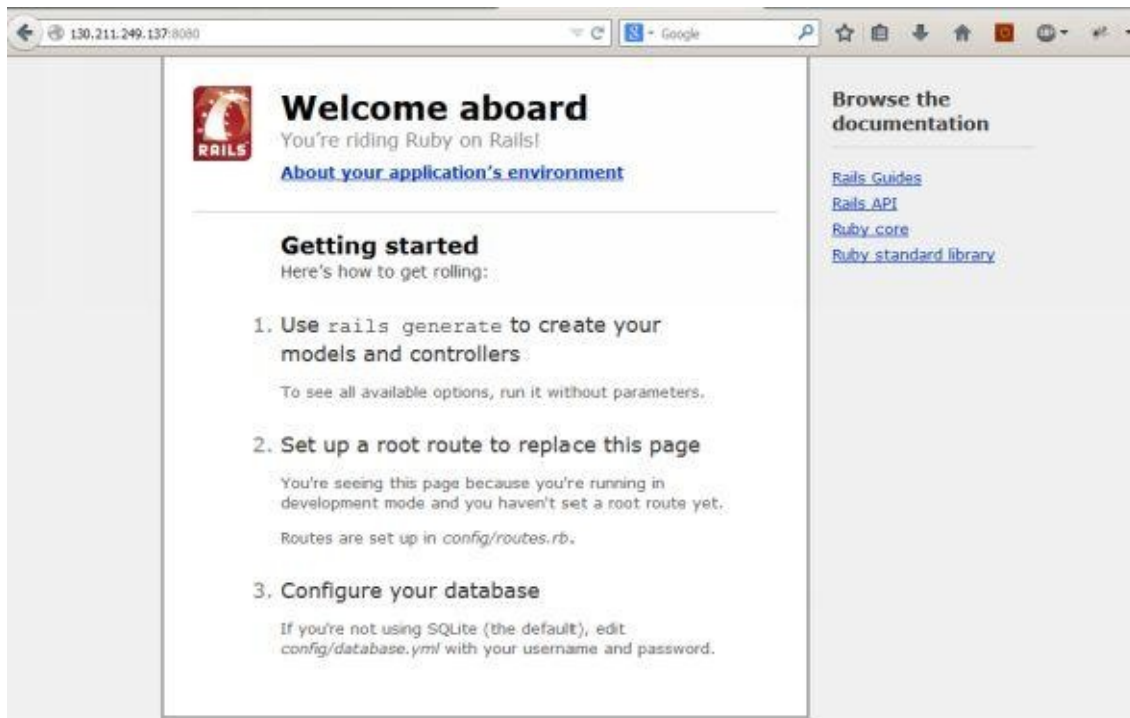 130.211.249.137:8080
Google
RAILS
Welcome aboard
You're riding Ruby on Rails!
About your application's environment
Getting started
Here's how to get rolling:
1. Use rails generate to create your
models and controllers
To see all available options, run it without parameters.
2. Set up a root route to replace this page
You're seeing this page because you're running in
development mode and you haven't set a root route yet.
Routes are set up in config/routes.rb.
3. Configure your database
If you're not using SQLite (the default), edit
config/database.yml with your username and password.
Browse the
documentation
Rails Guides
Rails API
Ruby core
Ruby standard library